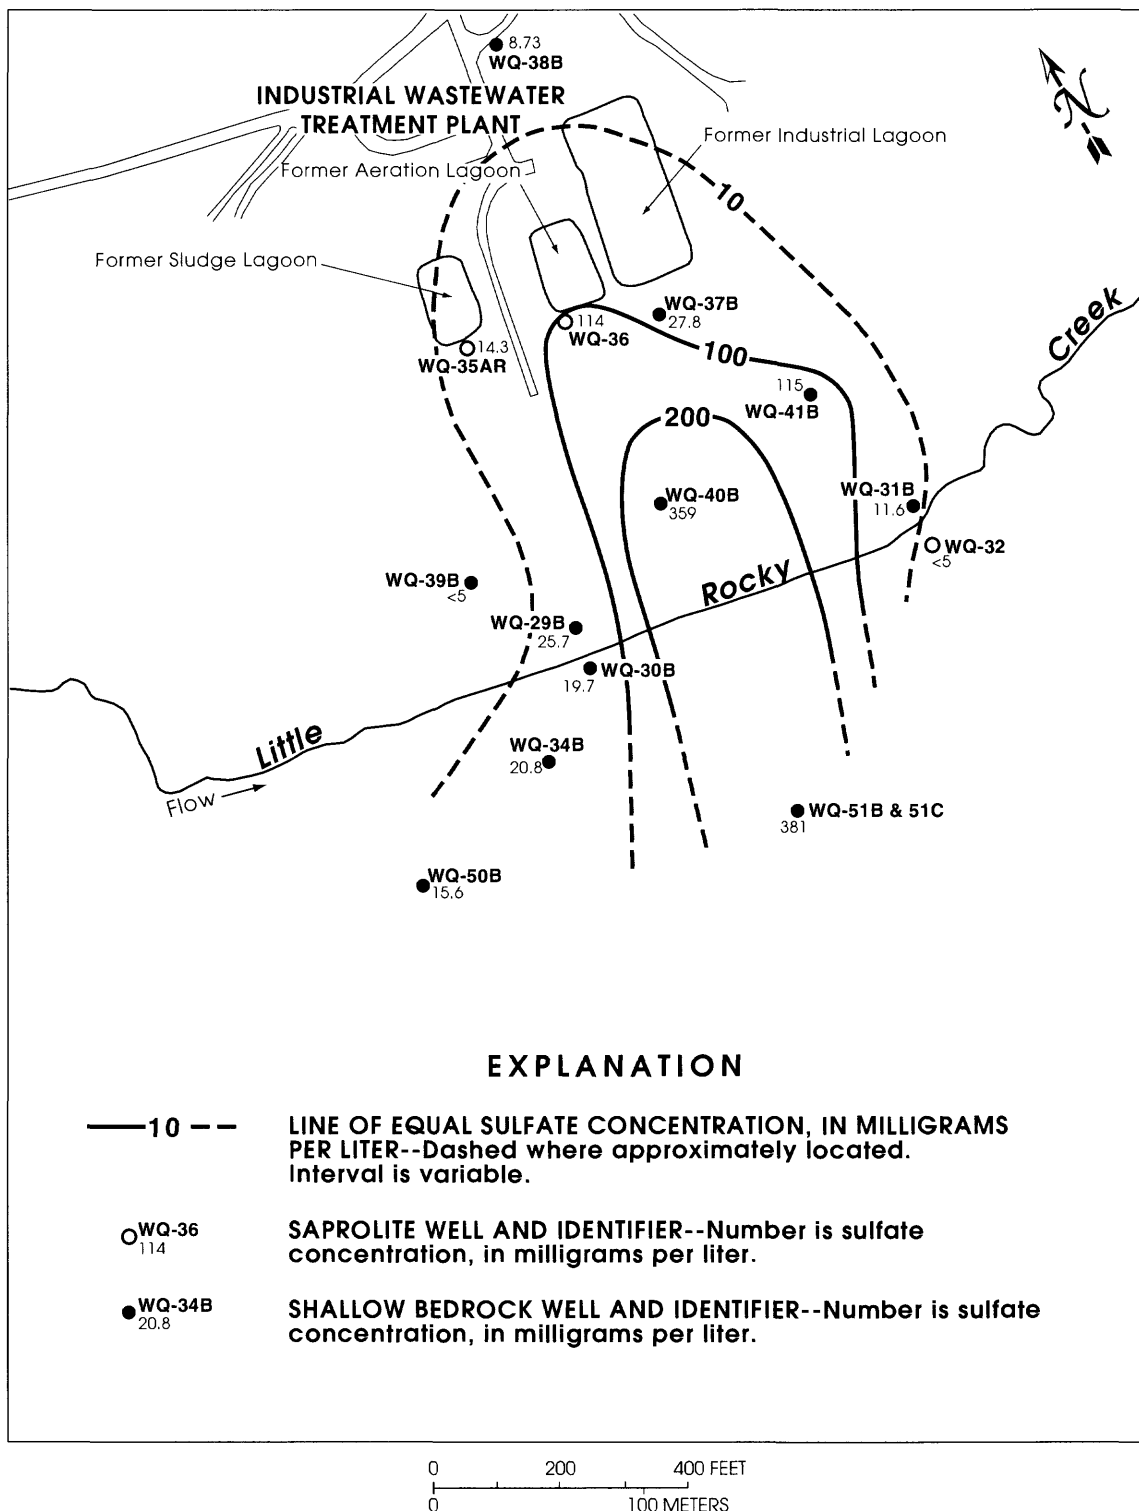 8.73
WQ-38B
INDUSTRIAL WASTEWATER
TREATMENT PLANT
N
Former Industrial Lagoon
Former Aeration Lagoon
10
Former Sludge Lagoon
WQ-37B
27.8
114
WQ-36
14.3
WQ-35AR
100
Creek
115
WQ-41B
200
WQ-40B
359
WQ-31B
11.6
WQ-32
<5
Rocky
WQ-39B
<5
WQ-29B
25.7
WQ-30B
19.7
Little
WQ-34B
20.8
Flow
WQ-51B & 51C
381
WQ-50B
15.6
EXPLANATION
10
LINE OF EQUAL SULFATE CONCENTRATION, IN MILLIGRAMS
PER LITER--Dashed where approximately located.
Interval is variable.
WQ-36
114
SAPROLITE WELL AND IDENTIFIER--Number is sulfate
concentration, in milligrams per liter.
WQ-34B
20.8
SHALLOW BEDROCK WELL AND IDENTIFIER--Number is sulfate
concentration, in milligrams per liter.
0 200 400 FEET
0 100 METERS